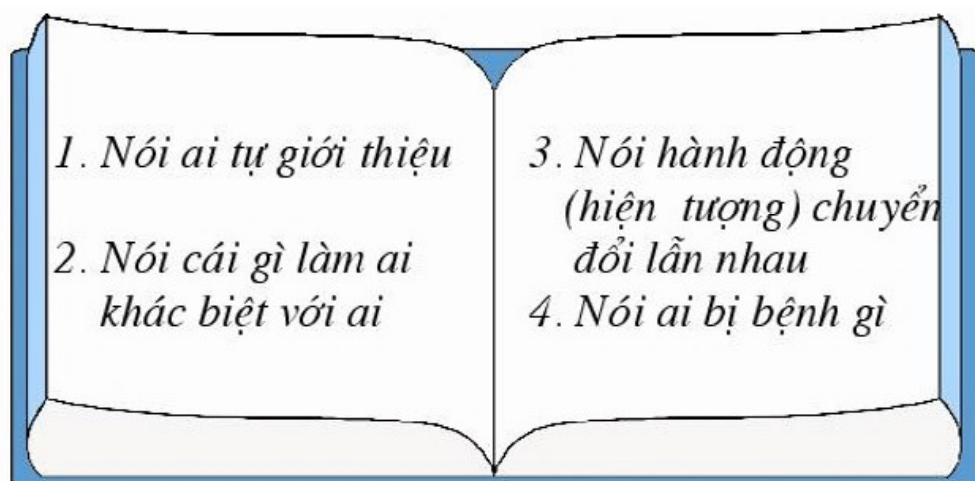 1. Nói ai tự giới thiệu
2. Nói cái gì làm ai
khác biệt với ai
3. Nói hành động
(hiện tượng) chuyển
đổi lẫn nhau
4. Nói ai bị bệnh gì